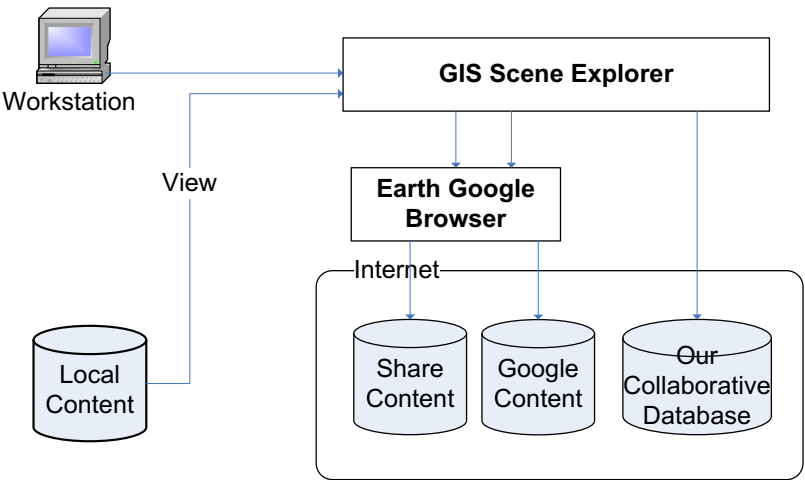 GIS Scene Explorer
Workstation
View
Earth Google
Browser
Internet
Local
Content
Share
Content
Google
Content
Our
Collaborative
Database